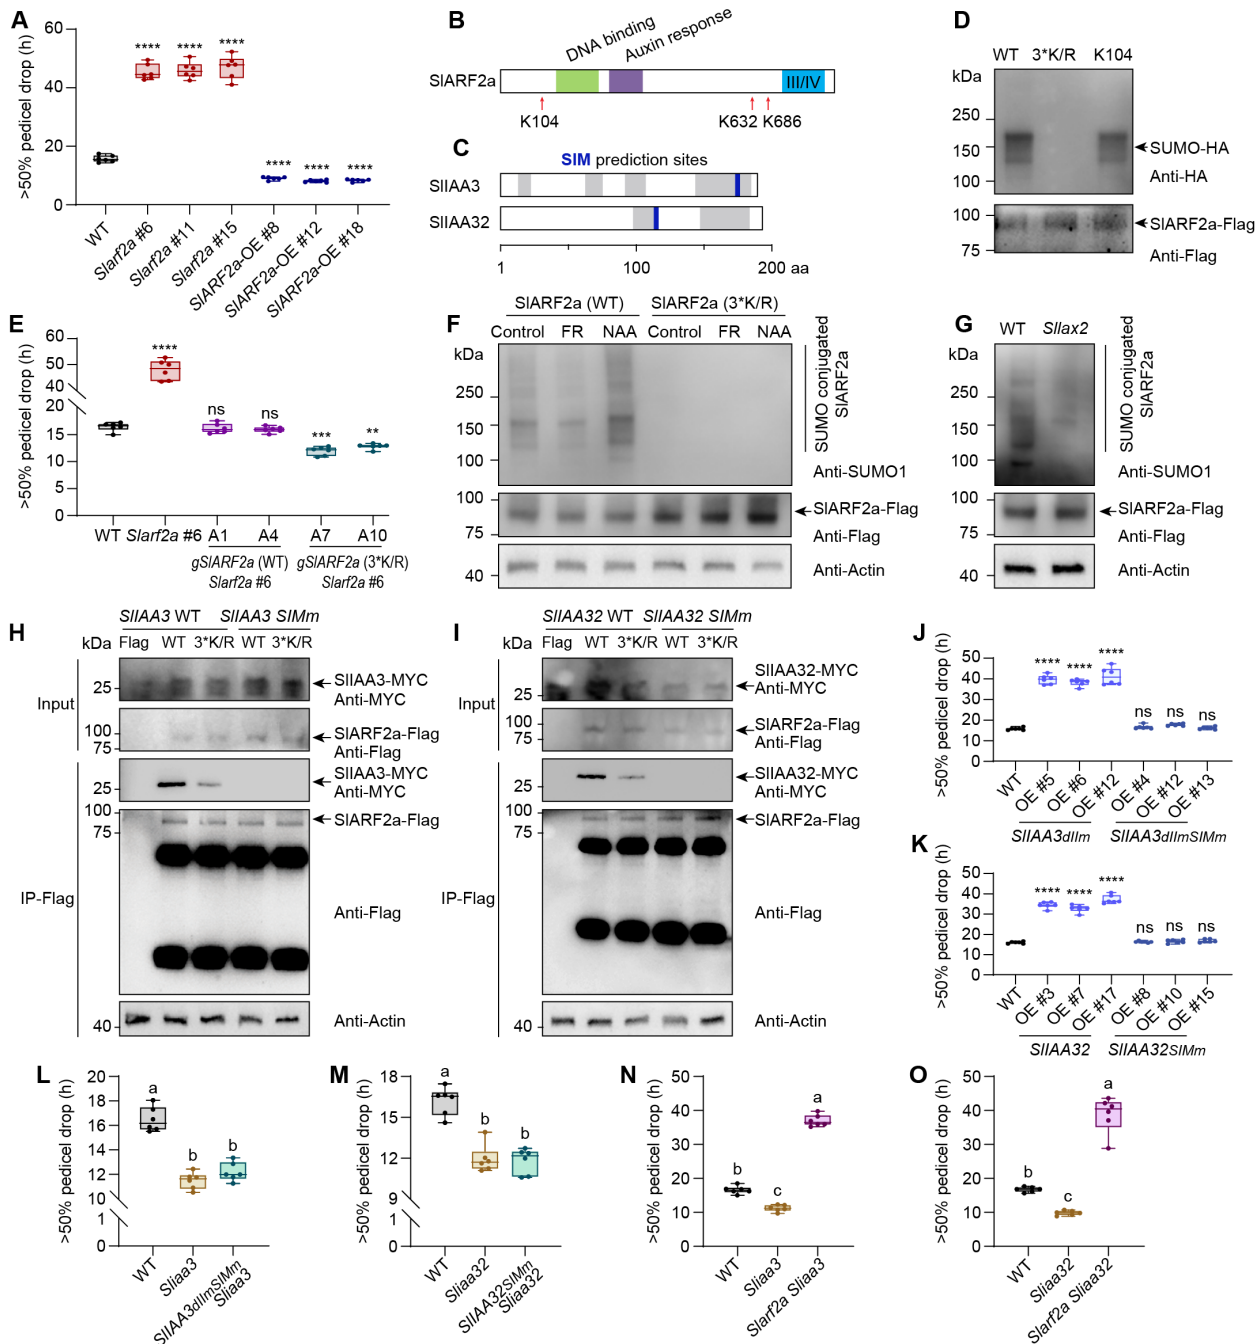 A
>50% pedicel drop (h)
60
40
20
0
****
****
****
****
****
****
WT
Slarf2a #6
Slarf2a #11
Slarf2a #15
SlARF2a-OE #8
SlARF2a-OE #12
SlARF2a-OE #18
B
DNA binding
Auxin response
SlARF2a
III/IV
K104
K632
K686
C
SIM prediction sites
SlIAA3
SlIAA32
1
100
200 aa
D
WT 3*K/R K104
kDa
250
150
100
SUMO-HA
Anti-HA
100
75
SlARF2a-Flag
Anti-Flag
E
>50% pedicel drop (h)
60
50
40
20
15
10
5
0
****
ns
ns
***
**
WT Slarf2a #6 A1 A4 A7 A10
gSlARF2a (WT)
Slarf2a #6
gSlARF2a (3*K/R)
Slarf2a #6
F
SlARF2a (WT) SlARF2a (3*K/R)
Control FR NAA Control FR NAA
kDa
250
150
100
SUMO conjugated
SlARF2a
Anti-SUMO1
100
75
SlARF2a-Flag
Anti-Flag
40
Anti-Actin
G
WT Sllax2
kDa
250
150
100
SUMO conjugated
SlARF2a
Anti-SUMO1
100
75
SlARF2a-Flag
Anti-Flag
40
Anti-Actin
H
SlIAA3 WT SlIAA3 SIMm
kDa Flag WT 3*K/R WT 3*K/R
Input
25
SlIAA3-MYC
Anti-MYC
100
75
SlARF2a-Flag
Anti-Flag
IP-Flag
25
SlIAA3-MYC
Anti-MYC
100
75
SlARF2a-Flag
Anti-Flag
40
Anti-Actin
I
SlIAA32 WT SlIAA32 SIMm
kDa Flag WT 3*K/R WT 3*K/R
Input
25
SlIAA32-MYC
Anti-MYC
100
75
SlARF2a-Flag
Anti-Flag
IP-Flag
25
SlIAA32-MYC
Anti-MYC
100
75
SlARF2a-Flag
Anti-Flag
40
Anti-Actin
J
>50% pedicel drop (h)
50
40
30
20
10
0
****
****
****
ns
ns
ns
WT
OE #5
OE #6
OE #12
OE #4
OE #12
OE #13
SlIAA3dIIm SlIAA3dIImSIMm
K
>50% pedicel drop (h)
50
40
30
20
10
0
****
****
****
ns
ns
ns
WT
OE #3
OE #7
OE #17
OE #8
OE #10
OE #15
SlIAA32 SlIAA32SIMm
L
>50% pedicel drop (h)
20
18
16
14
12
10
1
0
a
b
b
WT
Sliaa3
SlIAA3dIImSIMm
Sliaa3
M
>50% pedicel drop (h)
18
15
12
9
1
0
a
b
b
WT
Sliaa32
SlIAA32SIMm
Sliaa32
N
>50% pedicel drop (h)
50
40
30
20
10
0
b
c
a
WT
Sliaa3
Slarf2a Sliaa3
O
>50% pedicel drop (h)
50
40
30
20
10
0
b
c
a
WT
Sliaa32
Slarf2a Sliaa32